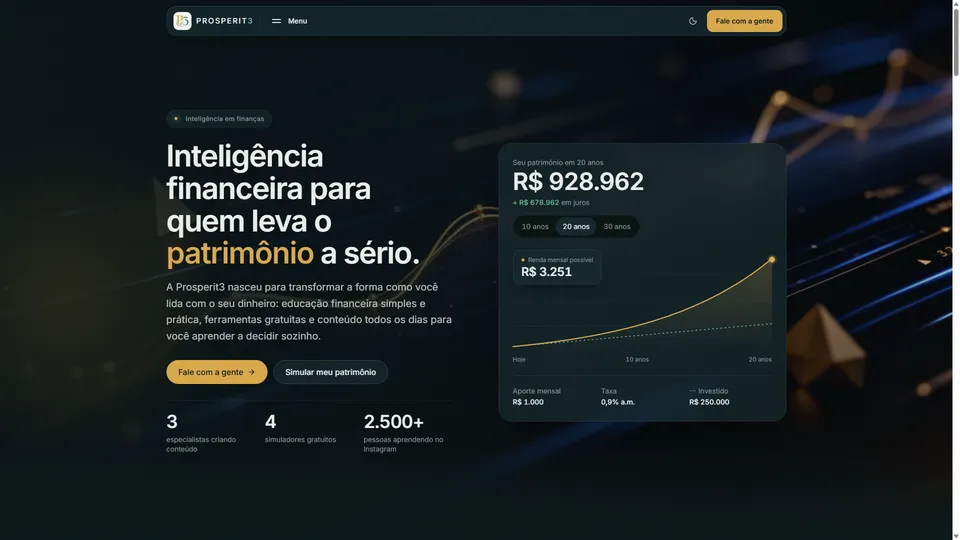 PROSPERIT3
Menu
Fale com a gente
Inteligência em finanças
Inteligência
financeira para
quem leva o
patrimônio a sério.
A Prosperit3 nasceu para transformar a forma como você
lida com o seu dinheiro: educação financeira simples e
prática, ferramentas gratuitas e conteúdo todos os dias para
você aprender a decidir sozinho.
Fale com a gente →
Simular meu patrimônio
3
especialistas criando
conteúdo
4
simuladores gratuitos
2.500+
pessoas aprendendo no
Instagram
Seu patrimônio em 20 anos
R$ 928.962
+ R$ 678.962 em juros
10 anos 20 anos 30 anos
Renda mensal possível
R$ 3.251
Hoje 10 anos 20 anos
Aporte mensal
R$ 1.000
Taxa
0,9% a.m.
Investido
R$ 250.000